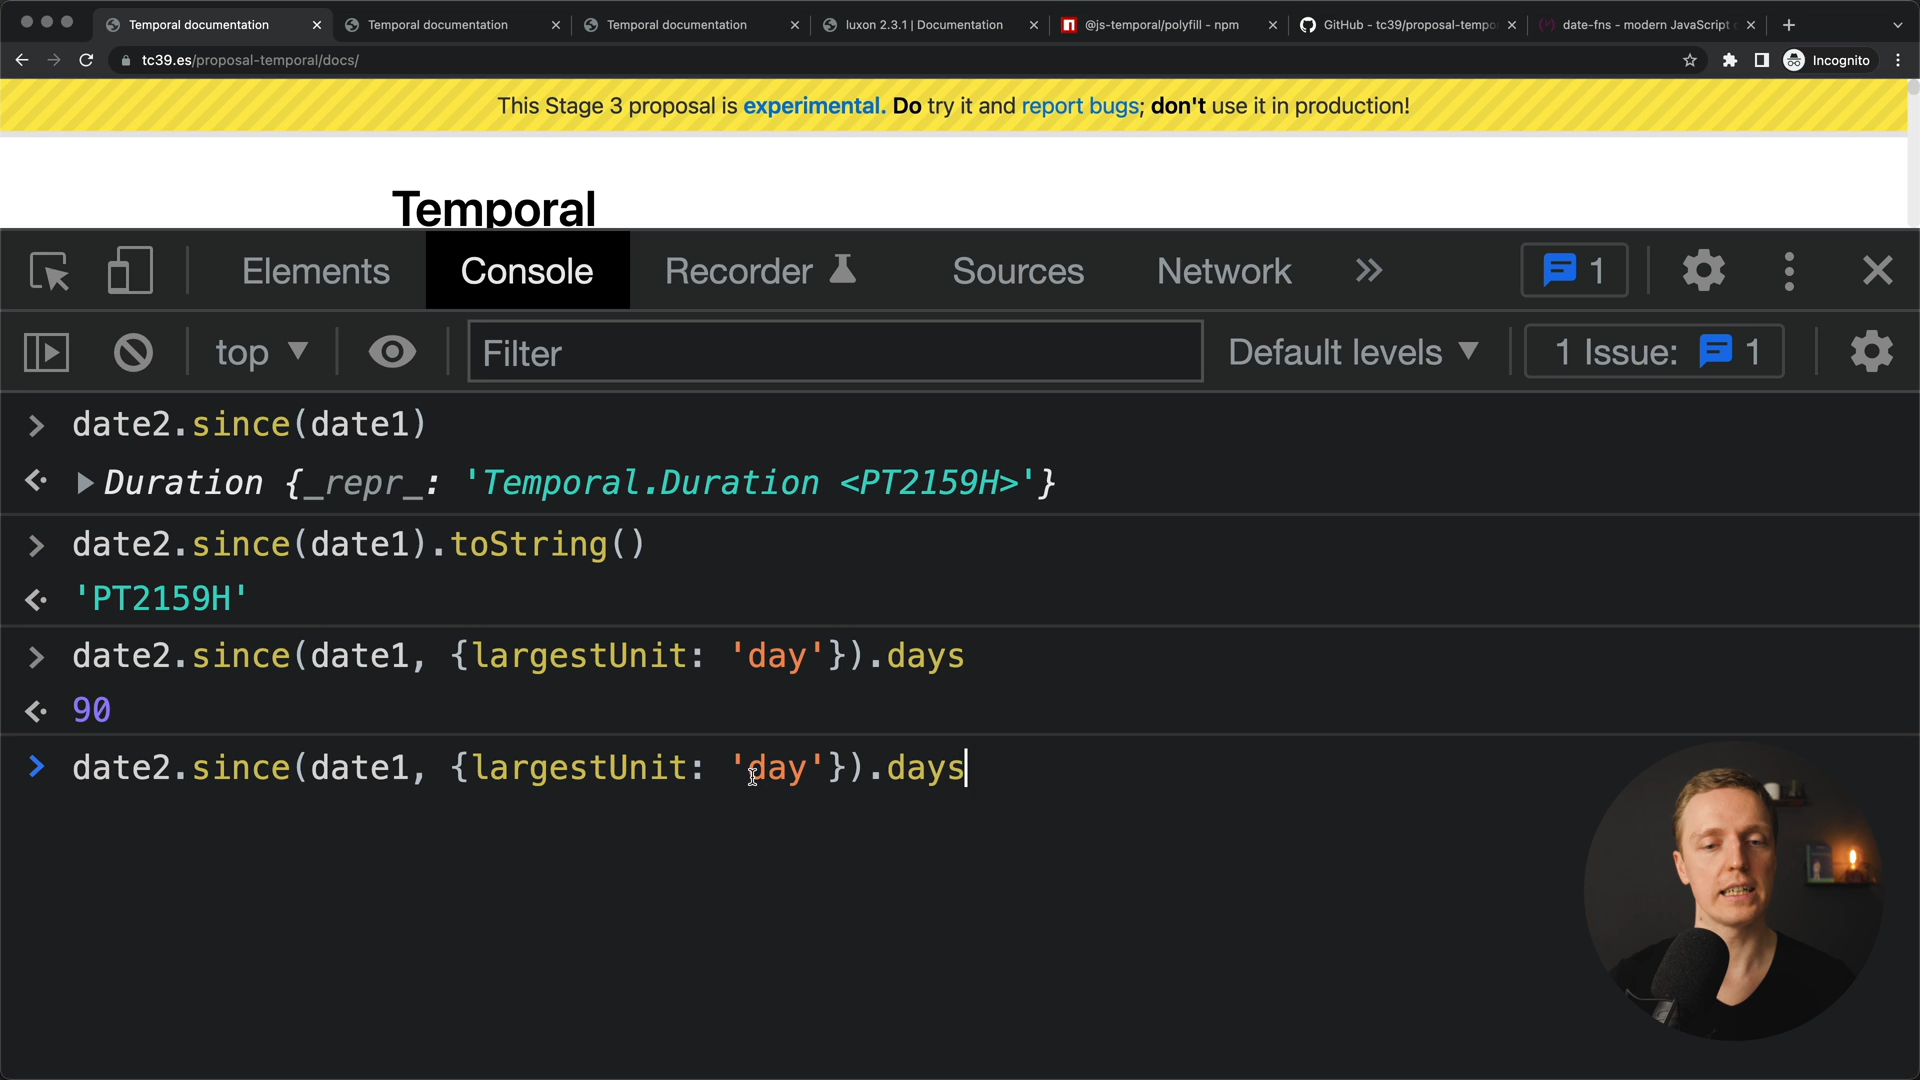 Temporal documentation
Temporal documentation
Temporal documentation
luxon 2.3.1 | Documentation
@js-temporal/polyfill - npm
GitHub - tc39/proposal-tempo
date-fns - modern JavaScript
tc39.es/proposal-temporal/docs/
Incognito
This Stage 3 proposal is experimental. Do try it and report bugs; don't use it in production!
Temporal
Elements
Console
Recorder
Sources
Network
1
top
Filter
Default levels
1 Issue: 1
date2.since(date1)
Duration {_repr_: 'Temporal.Duration <PT2159H>'}
date2.since(date1).toString()
'PT2159H'
date2.since(date1, {largestUnit: 'day'}).days
90
date2.since(date1, {largestUnit: 'day'}).days